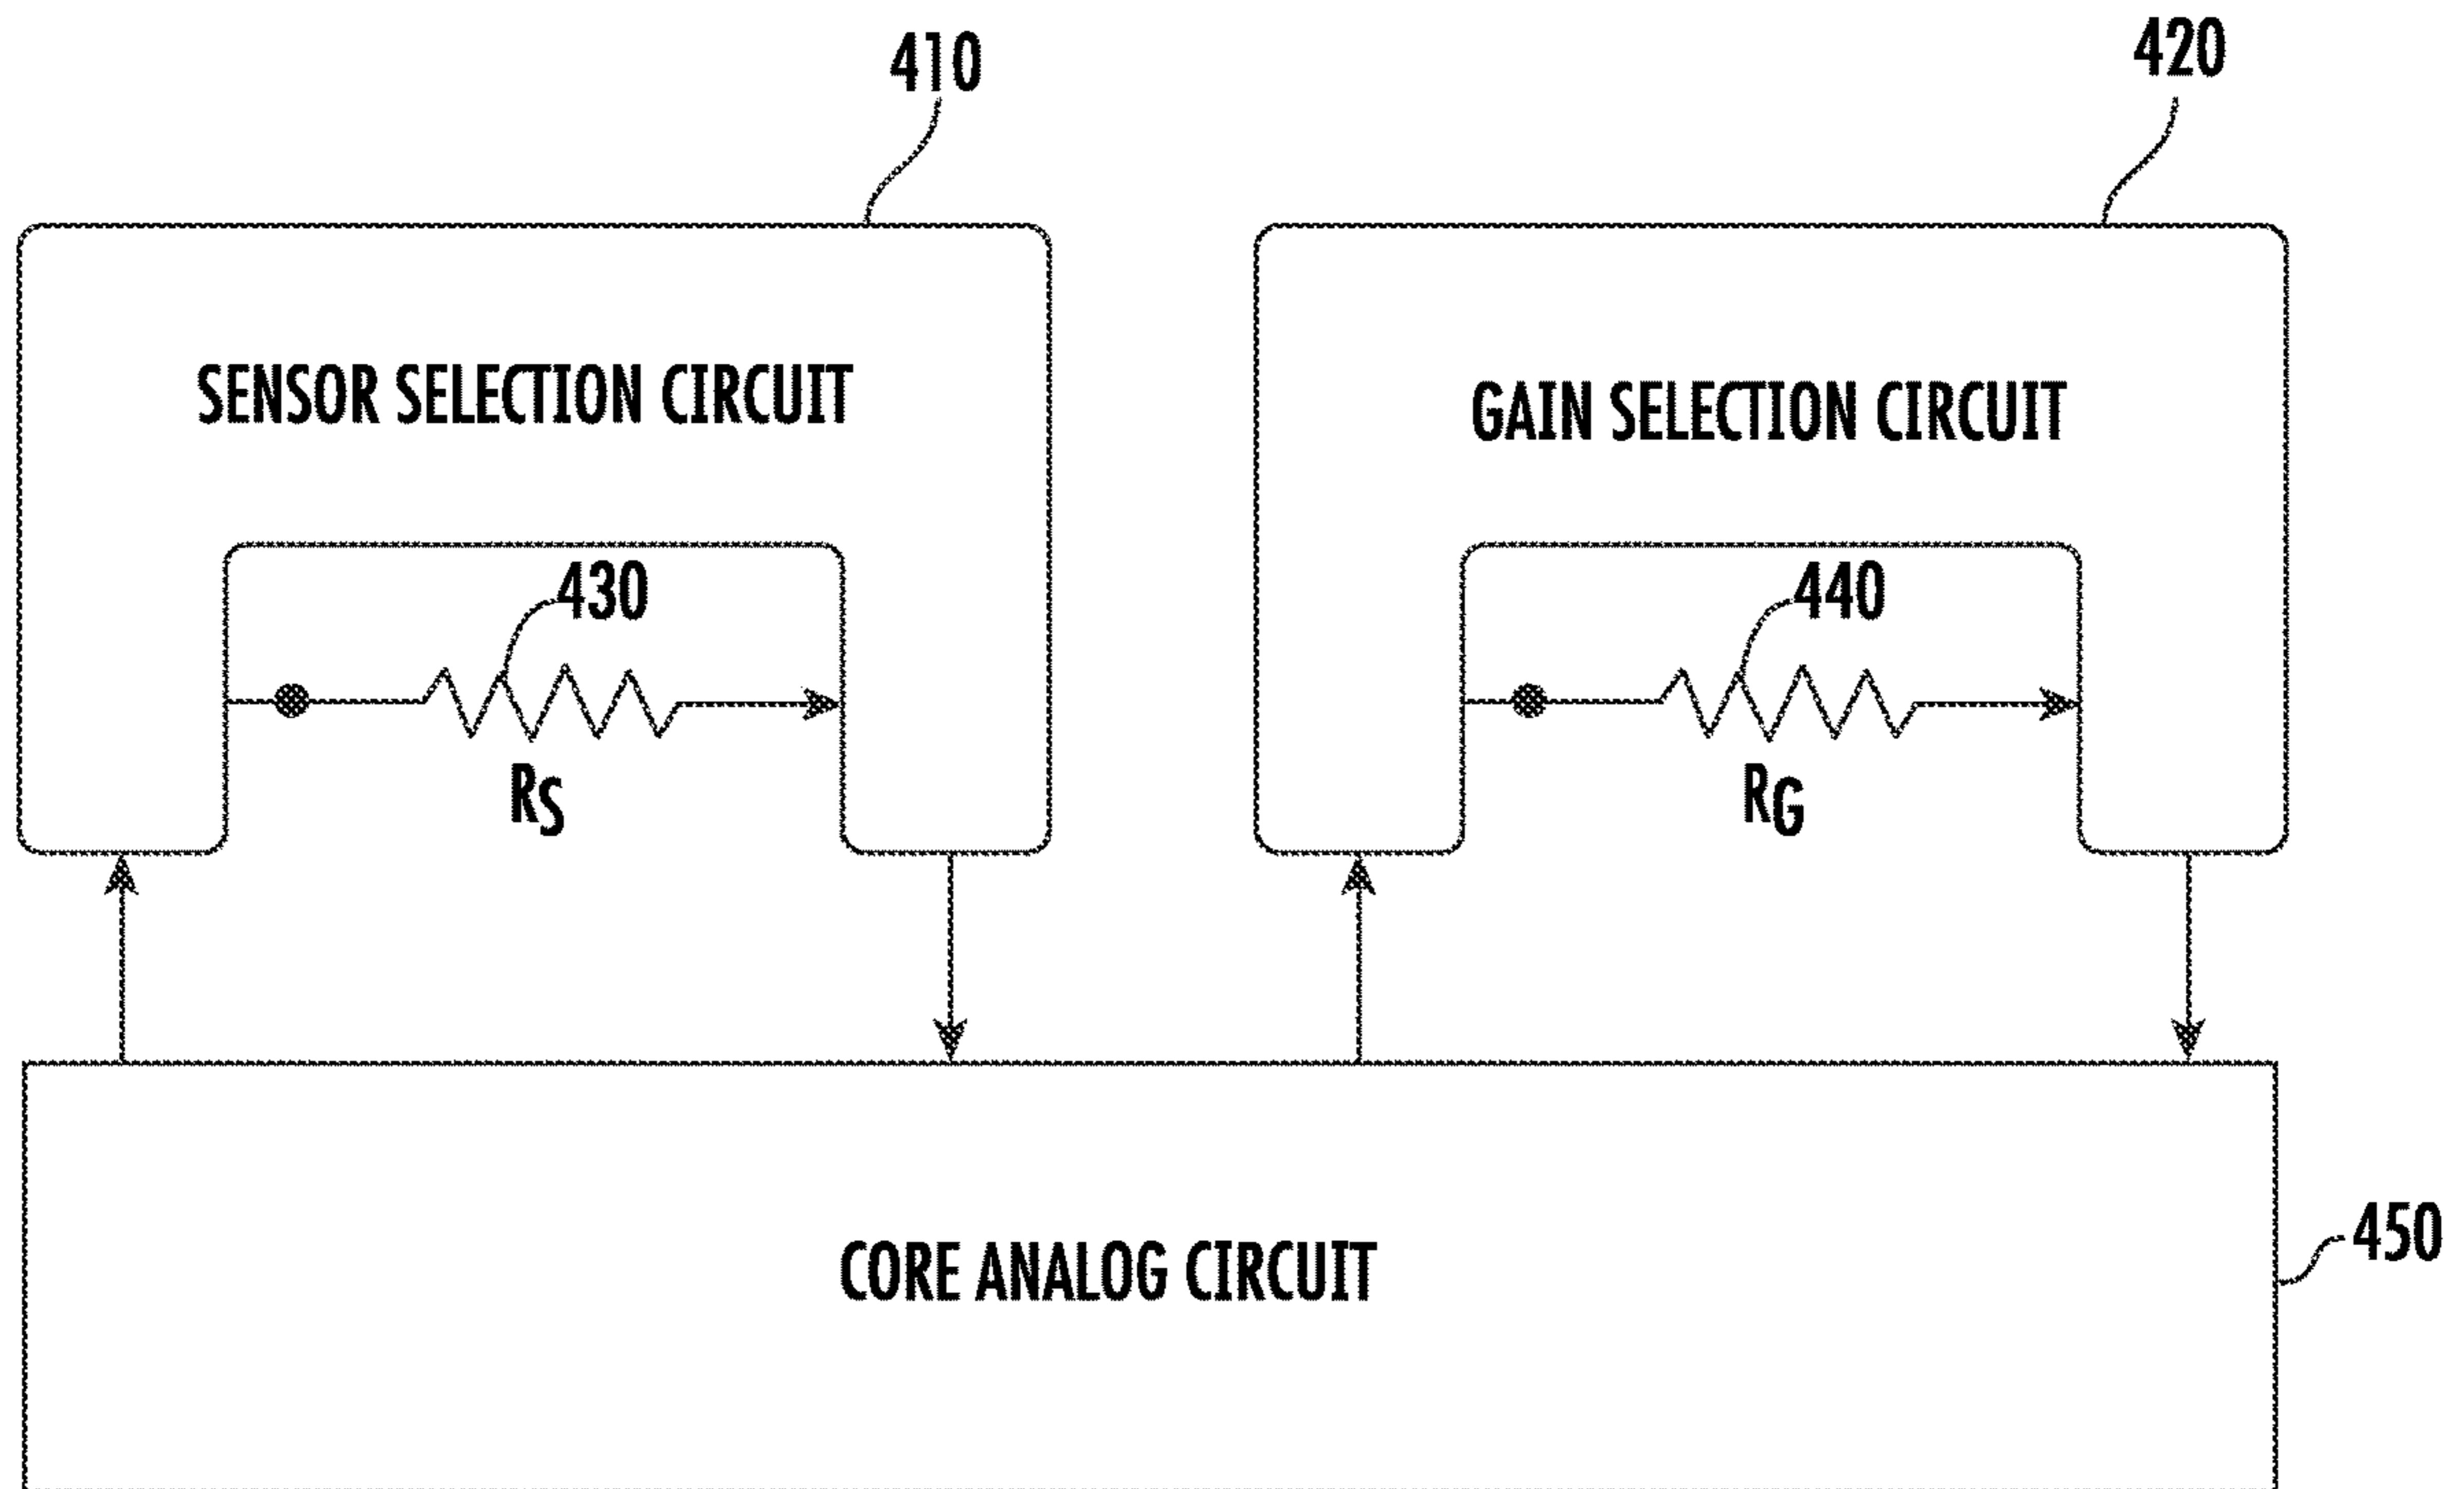 410
420
SENSOR SELECTION CIRCUIT
GAIN SELECTION CIRCUIT
430
440
RS
RG
CORE ANALOG CIRCUIT
450